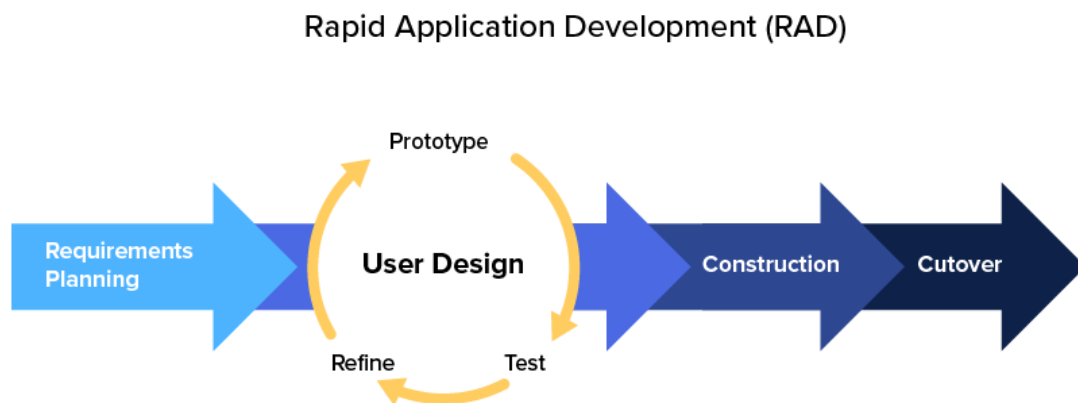 Rapid Application Development (RAD)
Prototype
Requirements
Planning
User Design
Construction
Cutover
Refine
Test